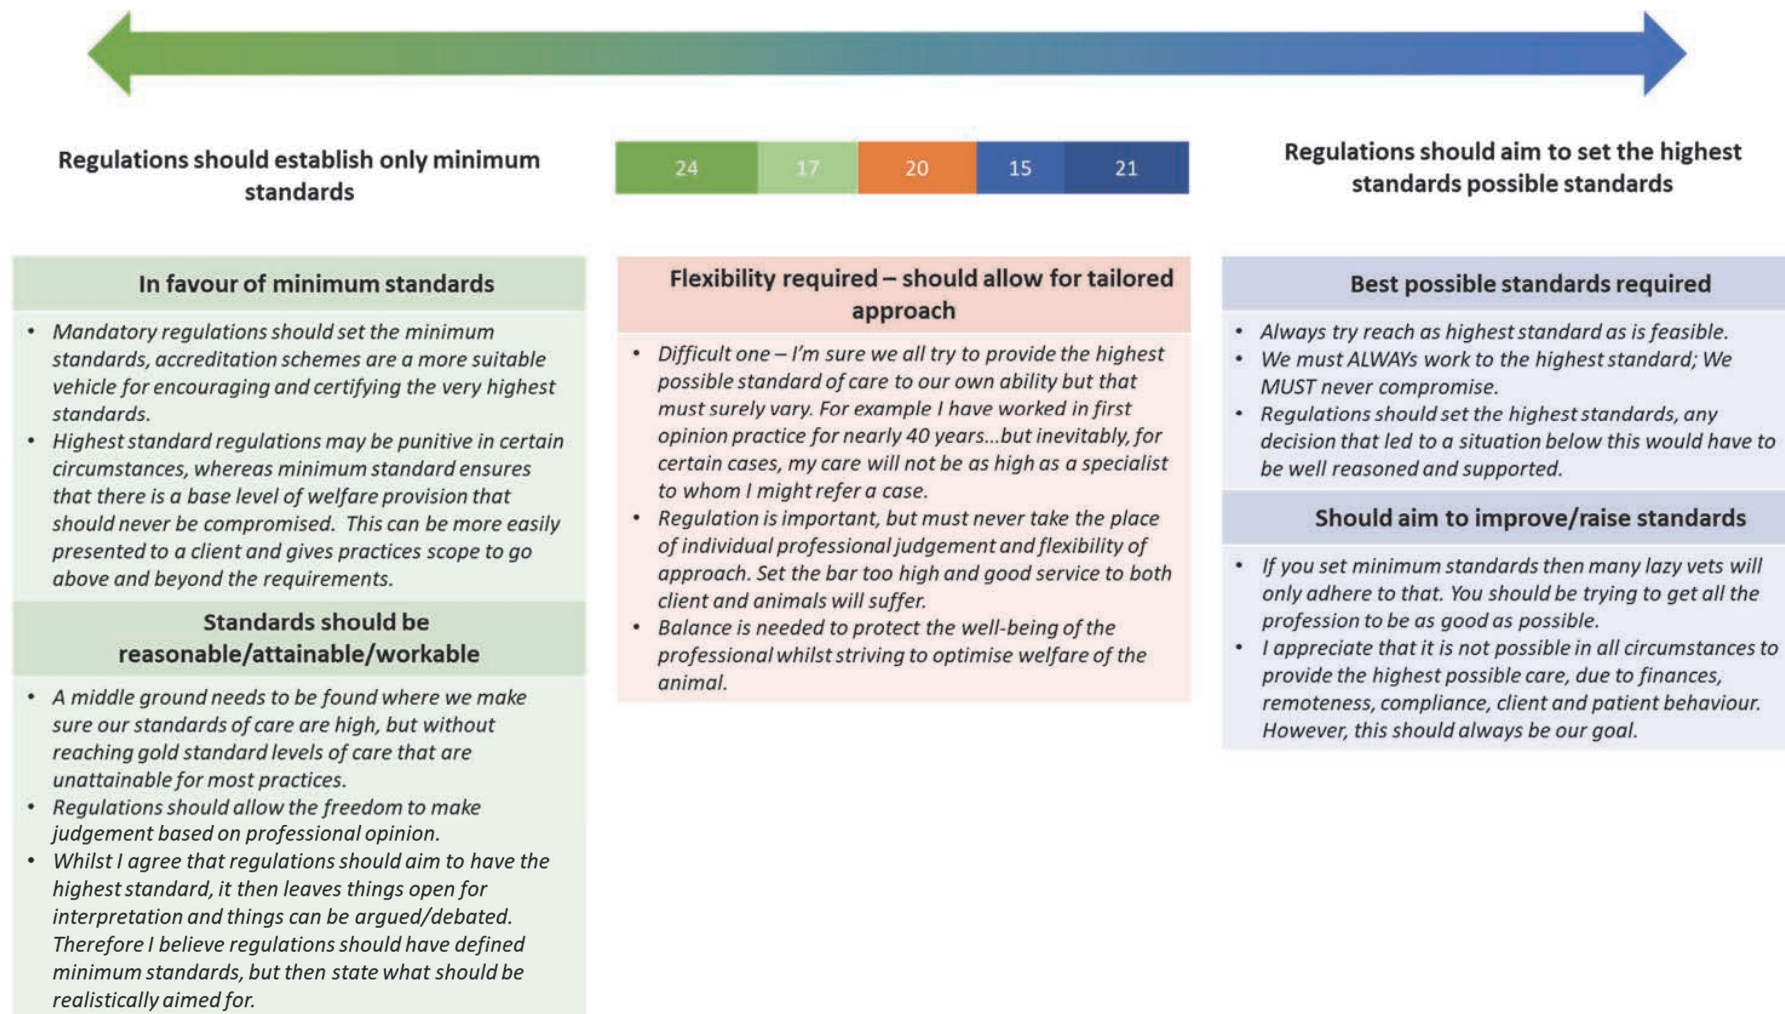 Regulations should establish only minimum
standards
24 17 20 15 21
Regulations should aim to set the highest
standards possible standards
In favour of minimum standards
• Mandatory regulations should set the minimum
standards, accreditation schemes are a more suitable
vehicle for encouraging and certifying the very highest
standards.
• Highest standard regulations may be punitive in certain
circumstances, whereas minimum standard ensures
that there is a base level of welfare provision that
should never be compromised. This can be more easily
presented to a client and gives practices scope to go
above and beyond the requirements.
Standards should be
reasonable/attainable/workable
• A middle ground needs to be found where we make
sure our standards of care are high, but without
reaching gold standard levels of care that are
unattainable for most practices.
• Regulations should allow the freedom to make
judgement based on professional opinion.
• Whilst I agree that regulations should aim to have the
highest standard, it then leaves things open for
interpretation and things can be argued/debated.
Therefore I believe regulations should have defined
minimum standards, but then state what should be
realistically aimed for.
Flexibility required – should allow for tailored
approach
• Difficult one – I'm sure we all try to provide the highest
possible standard of care to our own ability but that
must surely vary. For example I have worked in first
opinion practice for nearly 40 years...but inevitably, for
certain cases, my care will not be as high as a specialist
to whom I might refer a case.
• Regulation is important, but must never take the place
of individual professional judgement and flexibility of
approach. Set the bar too high and good service to both
client and animals will suffer.
• Balance is needed to protect the well-being of the
professional whilst striving to optimise welfare of the
animal.
Best possible standards required
• Always try reach as highest standard as is feasible.
• We must ALWAYs work to the highest standard; We
MUST never compromise.
• Regulations should set the highest standards, any
decision that led to a situation below this would have to
be well reasoned and supported.
Should aim to improve/raise standards
• If you set minimum standards then many lazy vets will
only adhere to that. You should be trying to get all the
profession to be as good as possible.
• I appreciate that it is not possible in all circumstances to
provide the highest possible care, due to finances,
remoteness, compliance, client and patient behaviour.
However, this should always be our goal.